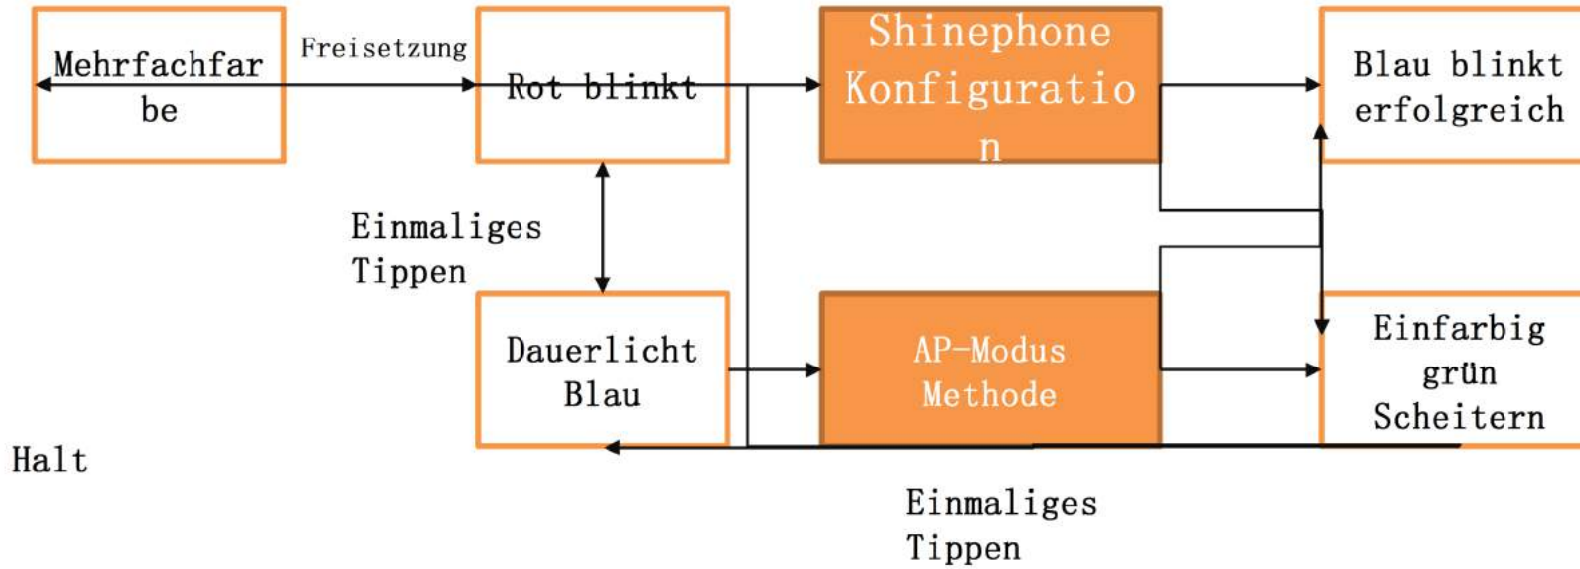 Mehrfachfar
be
Freisetzung
Rot blinkt
Shinephone
Konfiguratio
n
Blau blinkt
erfolgreich
Einmaliges
Tippen
Dauerlicht
Blau
AP-Modus
Methode
Einfarbig
grün
Scheitern
Halt
Einmaliges
Tippen